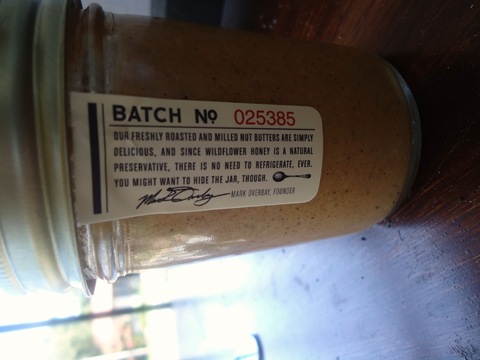 BATCH Nº 025385
OUR FRESHLY ROASTED AND MILLED NUT BUTTERS ARE SIMPLY
DELICIOUS, AND SINCE WILDFLOWER HONEY IS A NATURAL
PRESERVATIVE, THERE IS NO NEED TO REFRIGERATE, EVER.
YOU MIGHT WANT TO HIDE THE JAR, THOUGH.
Mark Overbay MARK OVERBAY, FOUNDER